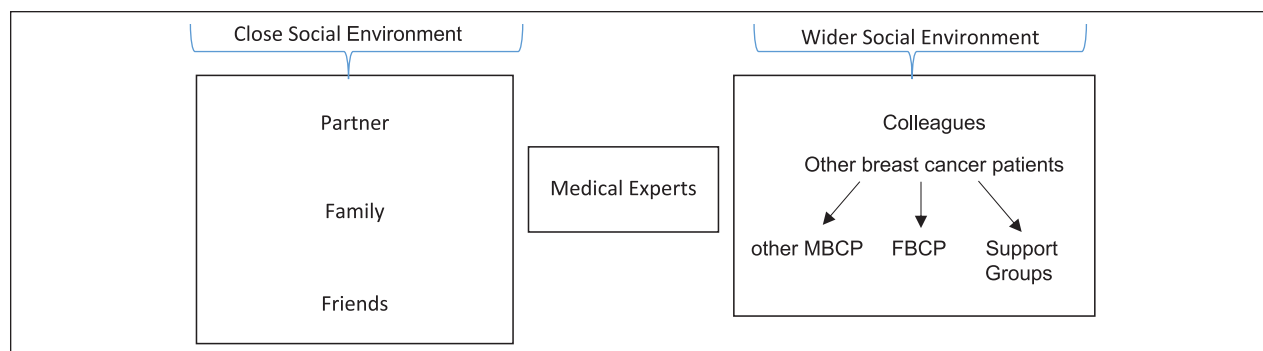 Close Social Environment
Wider Social Environment
Partner
Family
Friends
Medical Experts
Colleagues
Other breast cancer patients
other MBCP
FBCP
Support
Groups